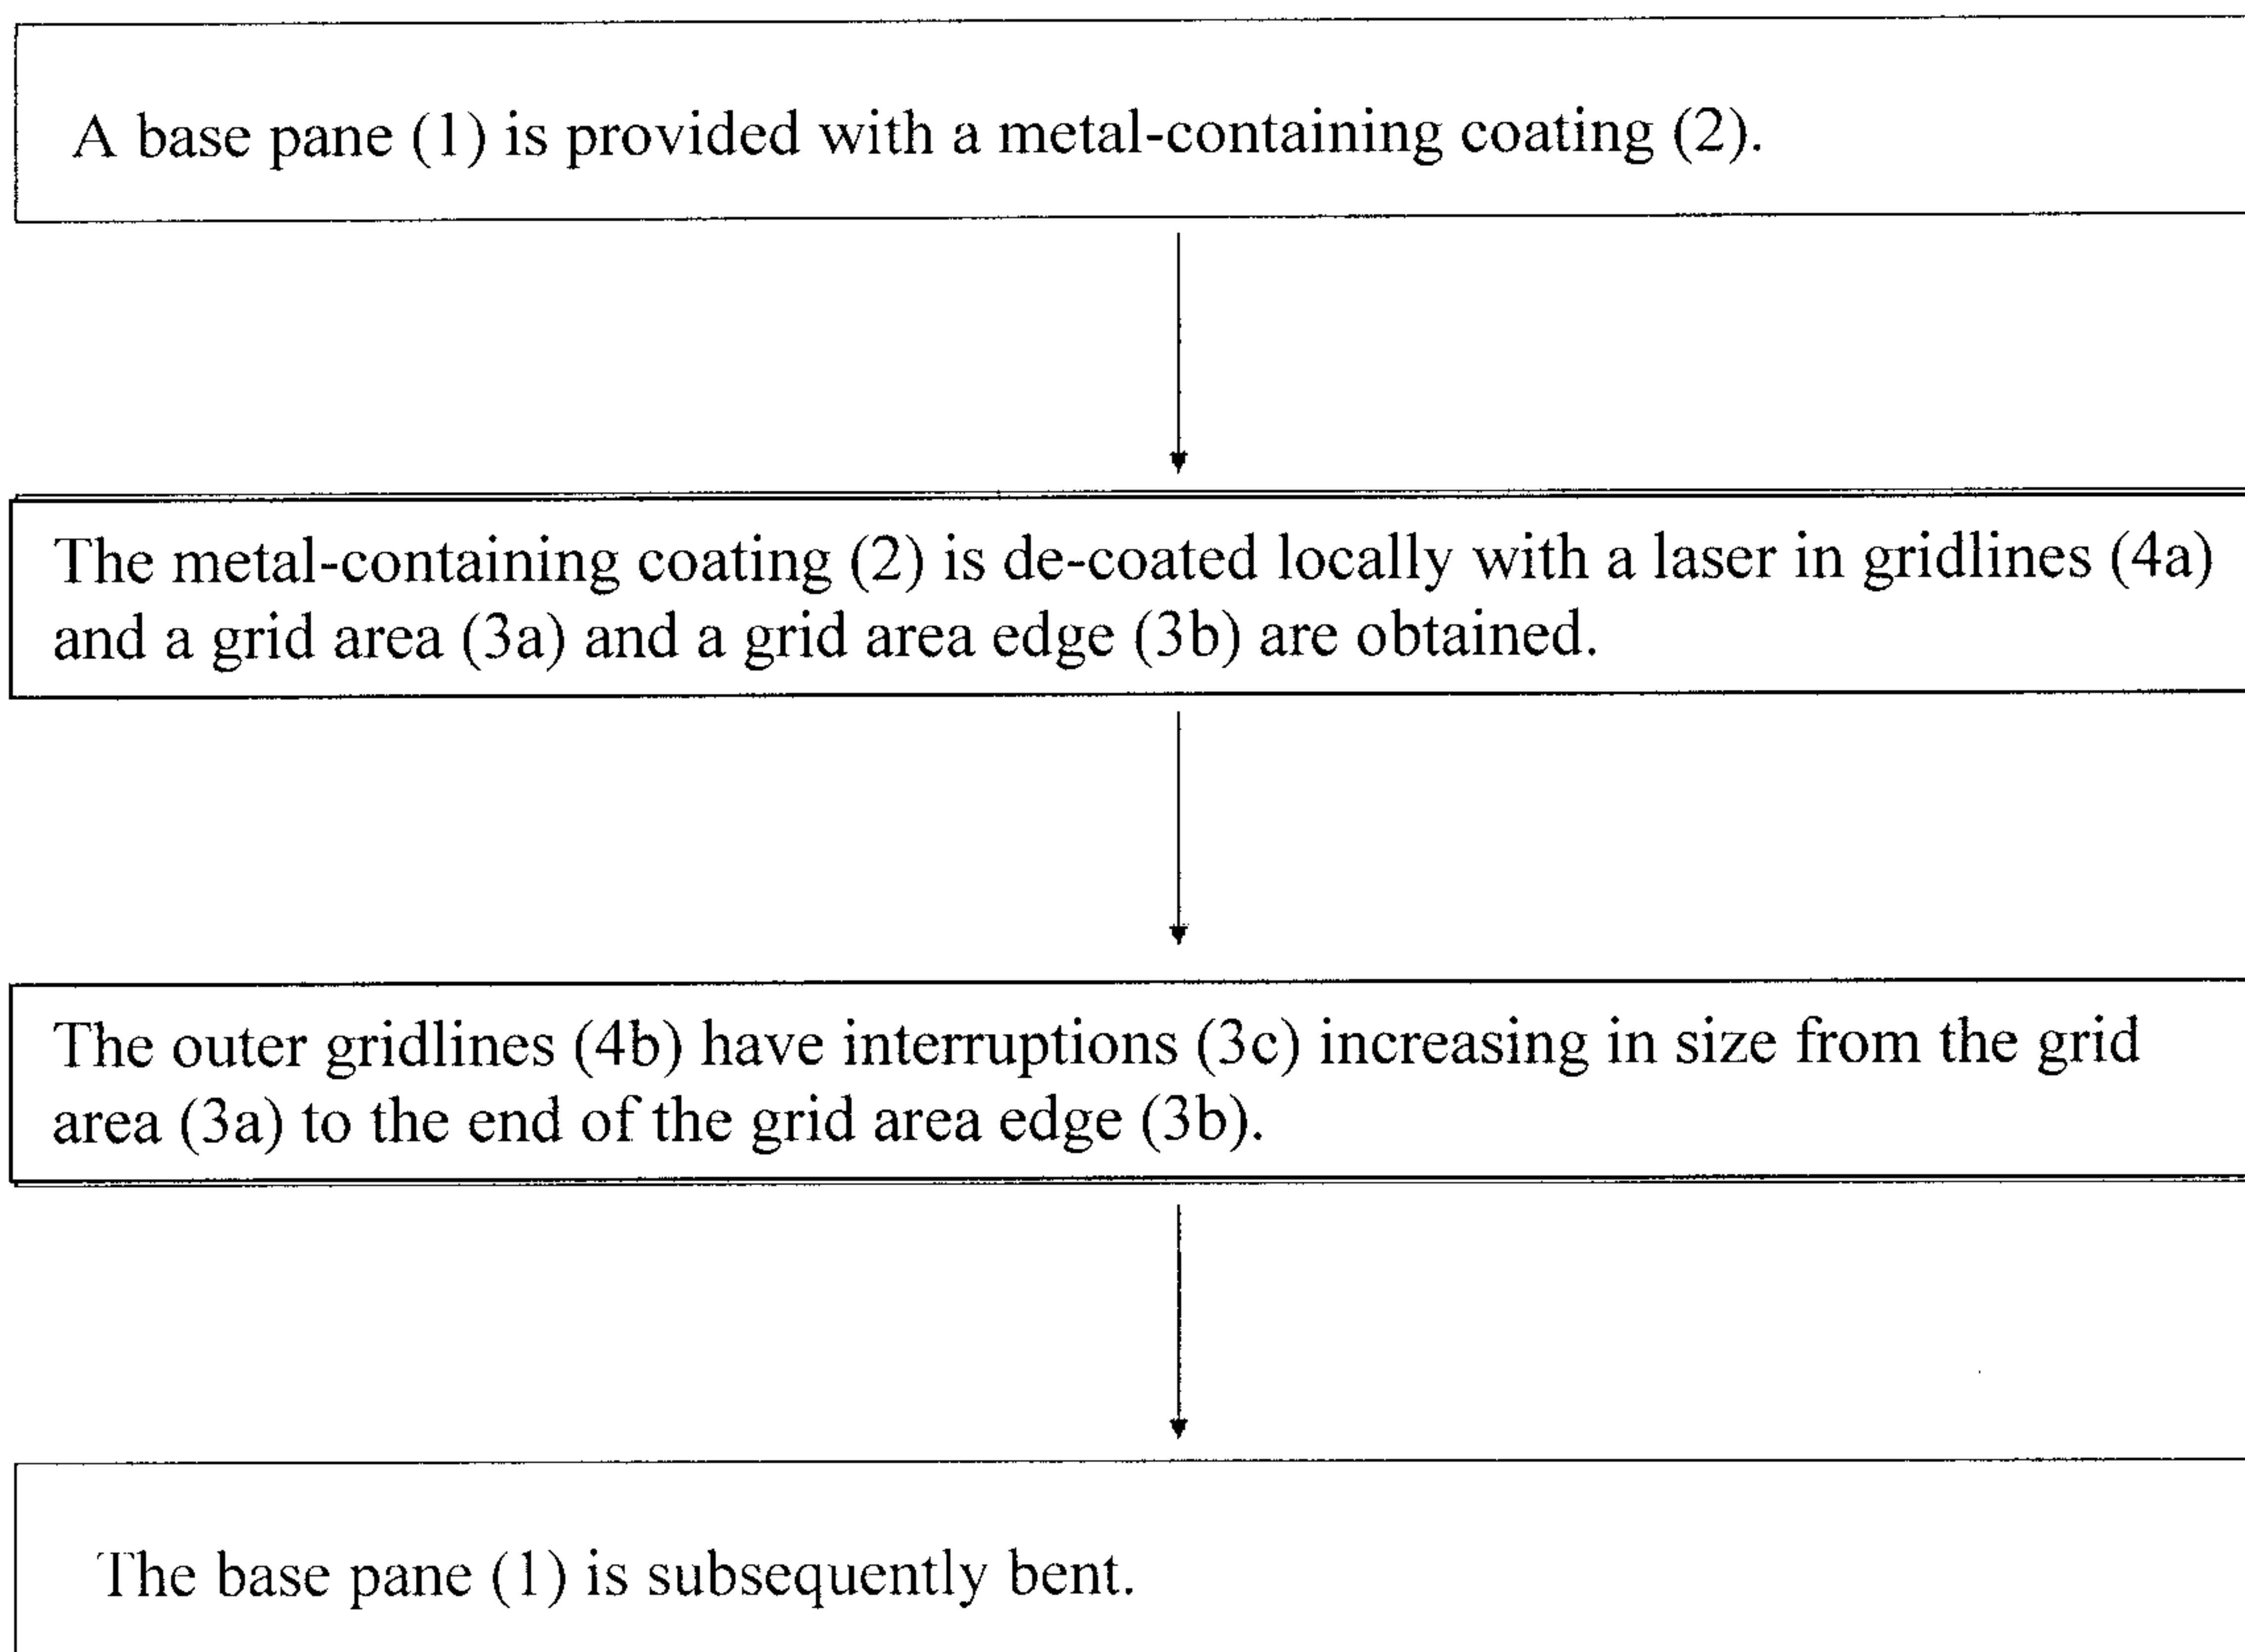 A base pane (1) is provided with a metal-containing coating (2).
The metal-containing coating (2) is de-coated locally with a laser in gridlines (4a)
and a grid area (3a) and a grid area edge (3b) are obtained.
The outer gridlines (4b) have interruptions (3c) increasing in size from the grid
area (3a) to the end of the grid area edge (3b).
The base pane (1) is subsequently bent.